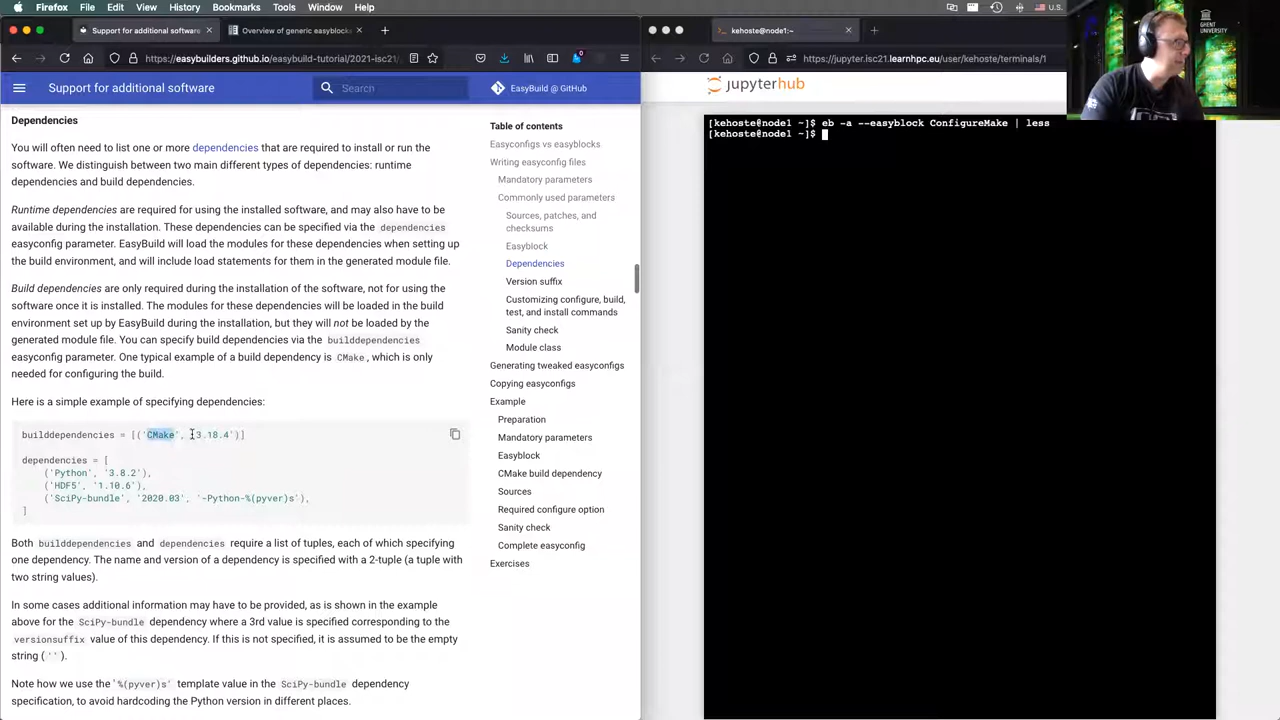 Firefox File Edit View History Bookmarks Tools Window Help
U.S.
GHENT
UNIVERSITY
Support for additional software
Overview of generic easyblocks
kehoste@node1:~
https://easybuilders.github.io/easybuild-tutorial/2021-isc21
https://jupyter.isc21.learnhpc.eu/user/kehoste/terminals/1
Support for additional software
Search
EasyBuild @ GitHub
jupyterhub
Dependencies
You will often need to list one or more dependencies that are required to install or run the
software. We distinguish between two main different types of dependencies: runtime
dependencies and build dependencies.
Runtime dependencies are required for using the installed software, and may also have to be
available during the installation. These dependencies can be specified via the dependencies
easyconfig parameter. EasyBuild will load the modules for these dependencies when setting up
the build environment, and will include load statements for them in the generated module file.
Build dependencies are only required during the installation of the software, not for using the
software once it is installed. The modules for these dependencies will be loaded in the build
environment set up by EasyBuild during the installation, but they will not be loaded by the
generated module file. You can specify build dependencies via the builddependencies
easyconfig parameter. One typical example of a build dependency is CMake, which is only
needed for configuring the build.
Here is a simple example of specifying dependencies:
builddependencies = [('CMake', '3.18.4')]
dependencies = [
('Python', '3.8.2'),
('HDF5', '1.10.6'),
('SciPy-bundle', '2020.03', '-Python-%(pyver)s'),
]
Both builddependencies and dependencies require a list of tuples, each of which specifying
one dependency. The name and version of a dependency is specified with a 2-tuple (a tuple with
two string values).
In some cases additional information may have to be provided, as is shown in the example
above for the SciPy-bundle dependency where a 3rd value is specified corresponding to the
versionsuffix value of this dependency. If this is not specified, it is assumed to be the empty
string ('').
Note how we use the '%(pyver)s' template value in the SciPy-bundle dependency
specification, to avoid hardcoding the Python version in different places.
Table of contents
Easyconfigs vs easyblocks
Writing easyconfig files
Mandatory parameters
Commonly used parameters
Sources, patches, and
checksums
Easyblock
Dependencies
Version suffix
Customizing configure, build,
test, and install commands
Sanity check
Module class
Generating tweaked easyconfigs
Copying easyconfigs
Example
Preparation
Mandatory parameters
Easyblock
CMake build dependency
Sources
Required configure option
Sanity check
Complete easyconfig
Exercises
[kehoste@node1 ~]$ eb -a --easyblock ConfigureMake | less
[kehoste@node1 ~]$